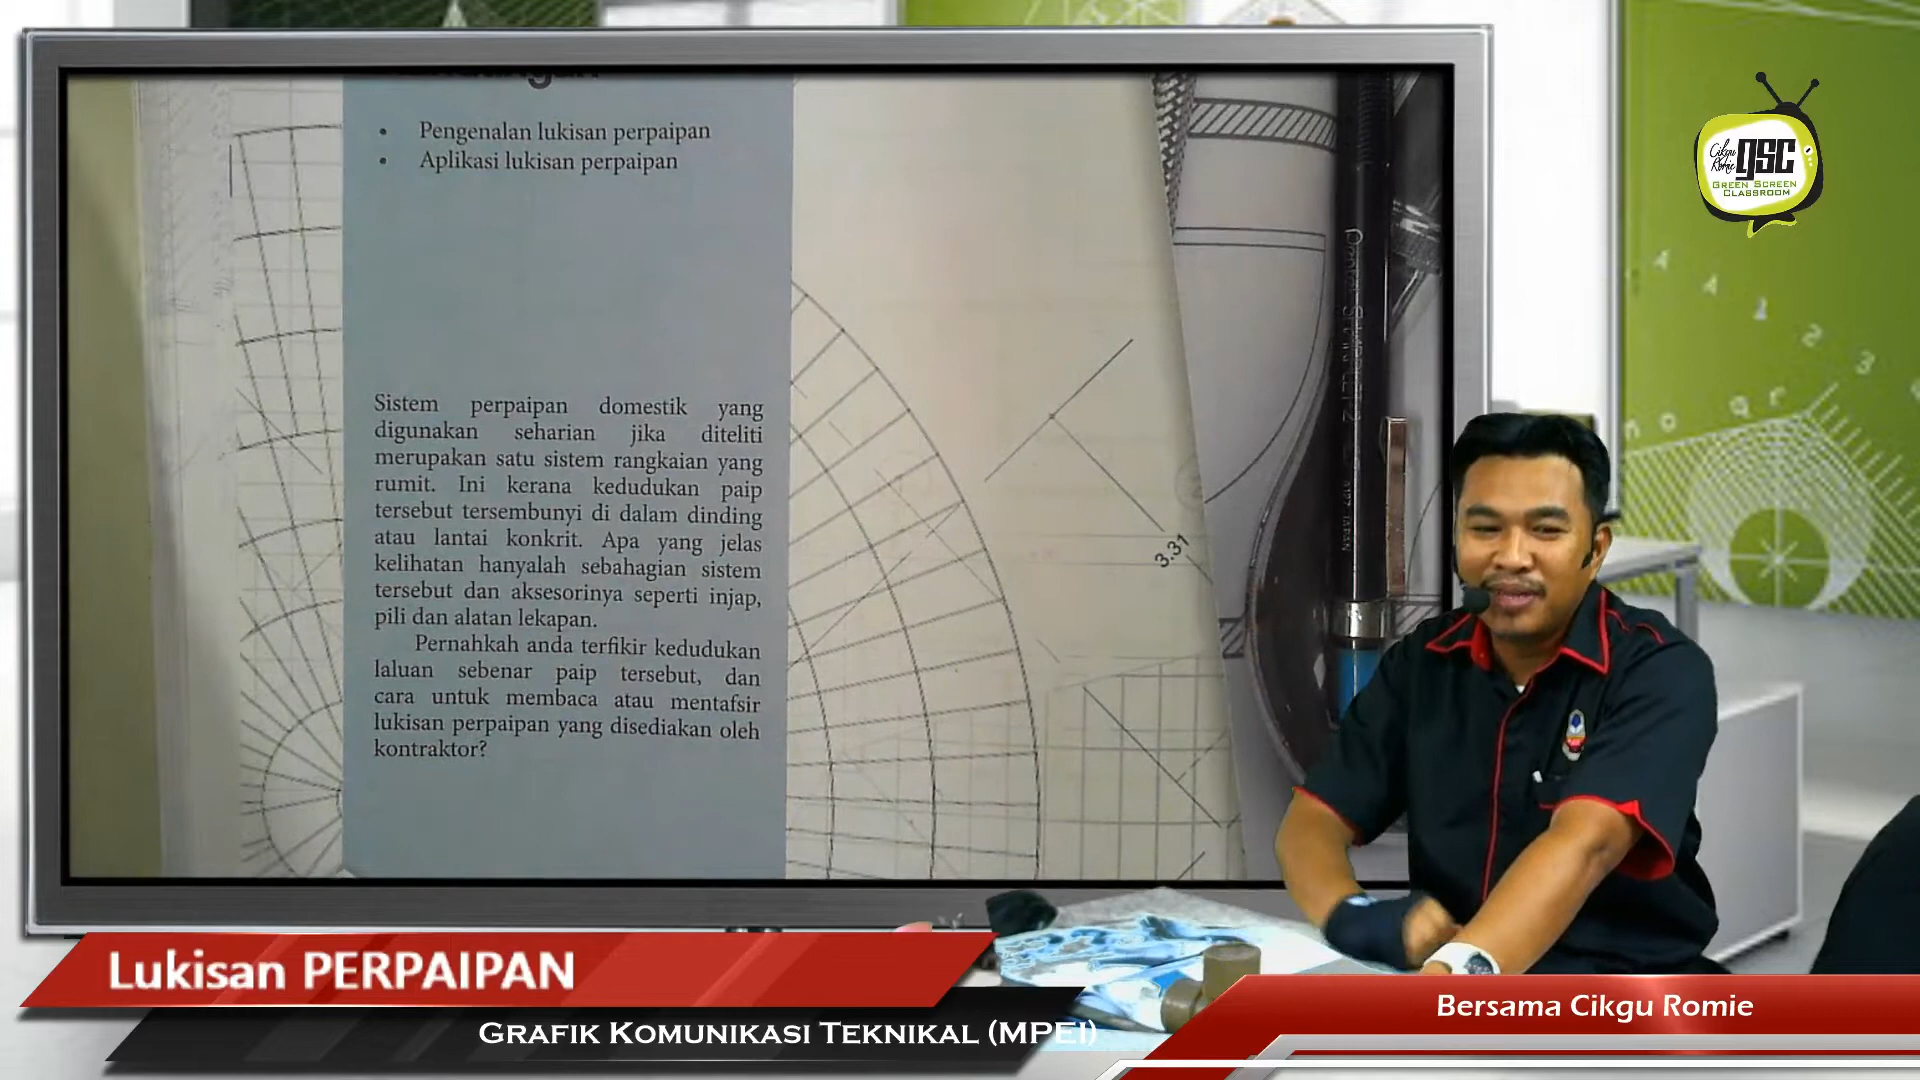 Pengenalan lukisan perpaipan
Aplikasi lukisan perpaipan
Sistem perpaipan domestik yang
digunakan seharian jika diteliti
merupakan satu sistem rangkaian yang
rumit. Ini kerana kedudukan paip
tersebut tersembunyi di dalam dinding
atau lantai konkrit. Apa yang jelas
kelihatan hanyalah sebahagian sistem
tersebut dan aksesorinya seperti injap,
pili dan alatan lekapan.
Pernahkah anda terfikir kedudukan
laluan sebenar paip tersebut, dan
cara untuk membaca atau mentafsir
lukisan perpaipan yang disediakan oleh
kontraktor?
3.31
Cikgu
Romie
GSC
GREEN SCREEN
CLASSROOM
Lukisan PERPAIPAN
GRAFIK KOMUNIKASI TEKNIKAL (MPEI)
Bersama Cikgu Romie